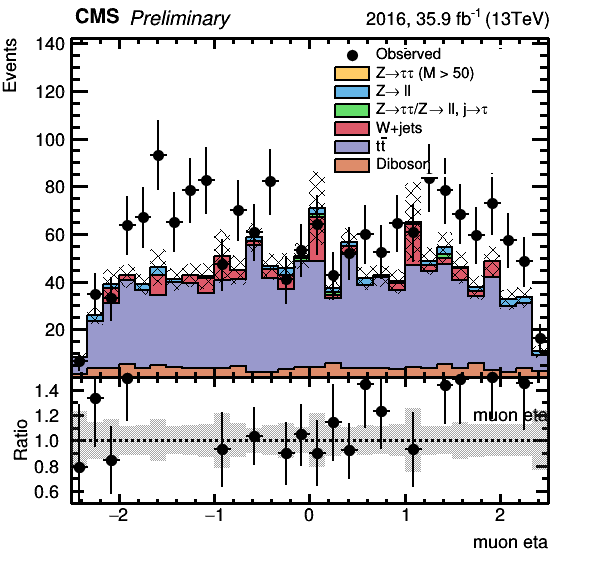 CMS Preliminary 2016, 35.9 fb⁻¹ (13TeV)
Events
140
120
100
80
60
40
20
Observed
Z→ττ (M > 50)
Z→ ll
Z→ττ/Z→ ll, j→τ
W+jets
tt̄
Diboson
muon eta
Ratio
1.4
1.2
1.0
0.8
0.6
−2 −1 0 1 2
muon eta